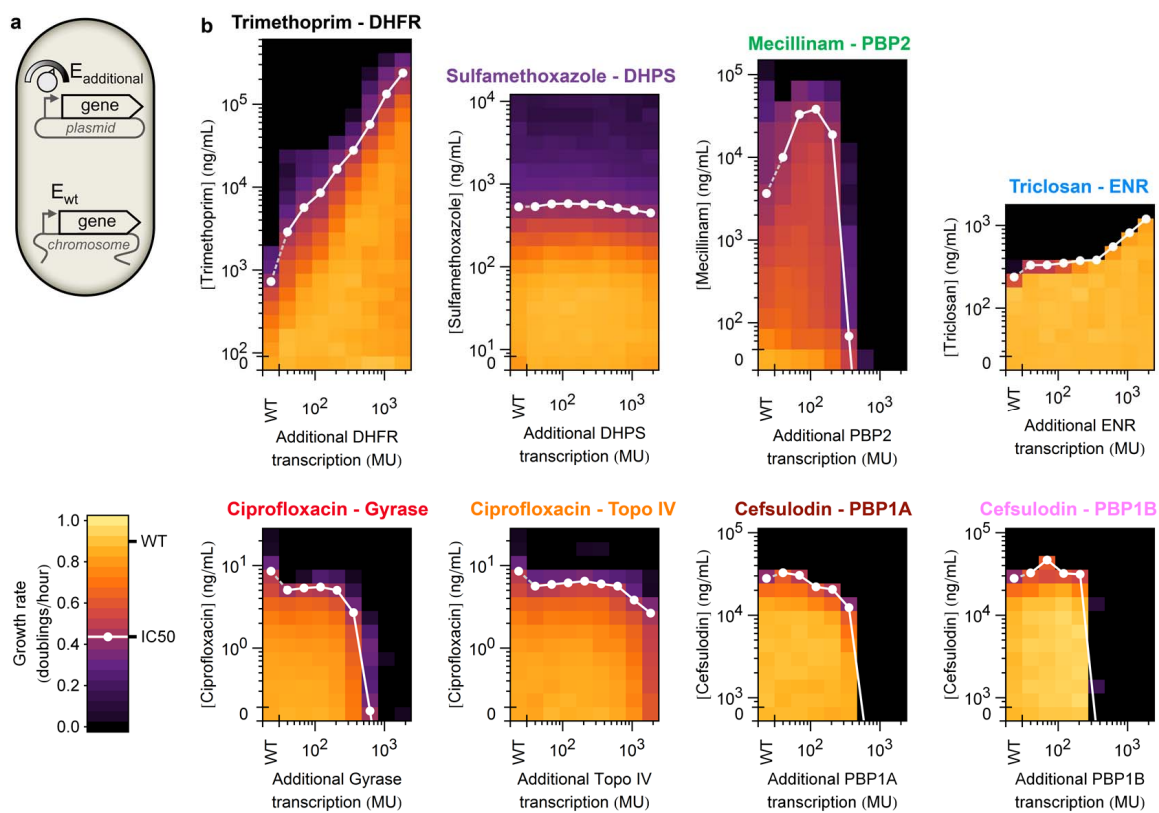 a
E additional
gene
plasmid
E wt
gene
chromosome
b
Trimethoprim - DHFR
[Trimethoprim] (ng/mL)
10^5
10^4
10^3
10^2
0
WT
10^2
10^3
Additional DHFR
transcription (MU)
Sulfamethoxazole - DHPS
[Sulfamethoxazole] (ng/mL)
10^4
10^3
10^2
10^1
0
WT
10^2
10^3
Additional DHPS
transcription (MU)
Mecillinam - PBP2
[Mecillinam] (ng/mL)
10^5
10^4
10^3
10^2
0
WT
10^2
10^3
Additional PBP2
transcription (MU)
Triclosan - ENR
[Triclosan] (ng/mL)
10^3
10^2
0
WT
10^2
10^3
Additional ENR
transcription (MU)
Growth rate
(doublings/hour)
1.0
0.8
0.6
0.4
0.2
0.0
WT
IC50
Ciprofloxacin - Gyrase
[Ciprofloxacin] (ng/mL)
10^1
10^0
0
WT
10^2
10^3
Additional Gyrase
transcription (MU)
Ciprofloxacin - Topo IV
[Ciprofloxacin] (ng/mL)
10^1
10^0
0
WT
10^2
10^3
Additional Topo IV
transcription (MU)
Cefsulodin - PBP1A
[Cefsulodin] (ng/mL)
10^5
10^4
10^3
0
WT
10^2
10^3
Additional PBP1A
transcription (MU)
Cefsulodin - PBP1B
[Cefsulodin] (ng/mL)
10^5
10^4
10^3
0
WT
10^2
10^3
Additional PBP1B
transcription (MU)